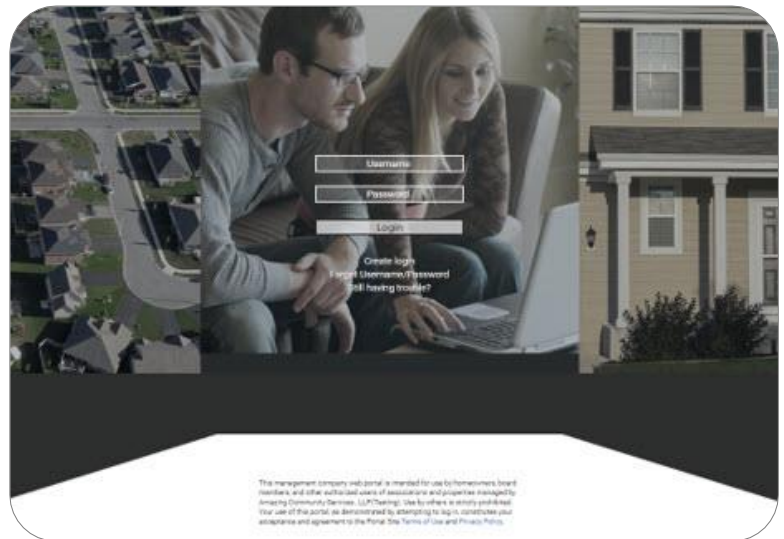 Username
Password
Login
Create login
Forgot Username/Password
Still having trouble?
This management company web portal is intended for use by homeowners, board
members, and other authorized users of associations and properties managed by
Amazing Community Services, LLP(Testing). Use by others is strictly prohibited.
Your use of this portal, as demonstrated by attempting to log in, constitutes your
acceptance and agreement to the Portal Site Terms of Use and Privacy Policy.